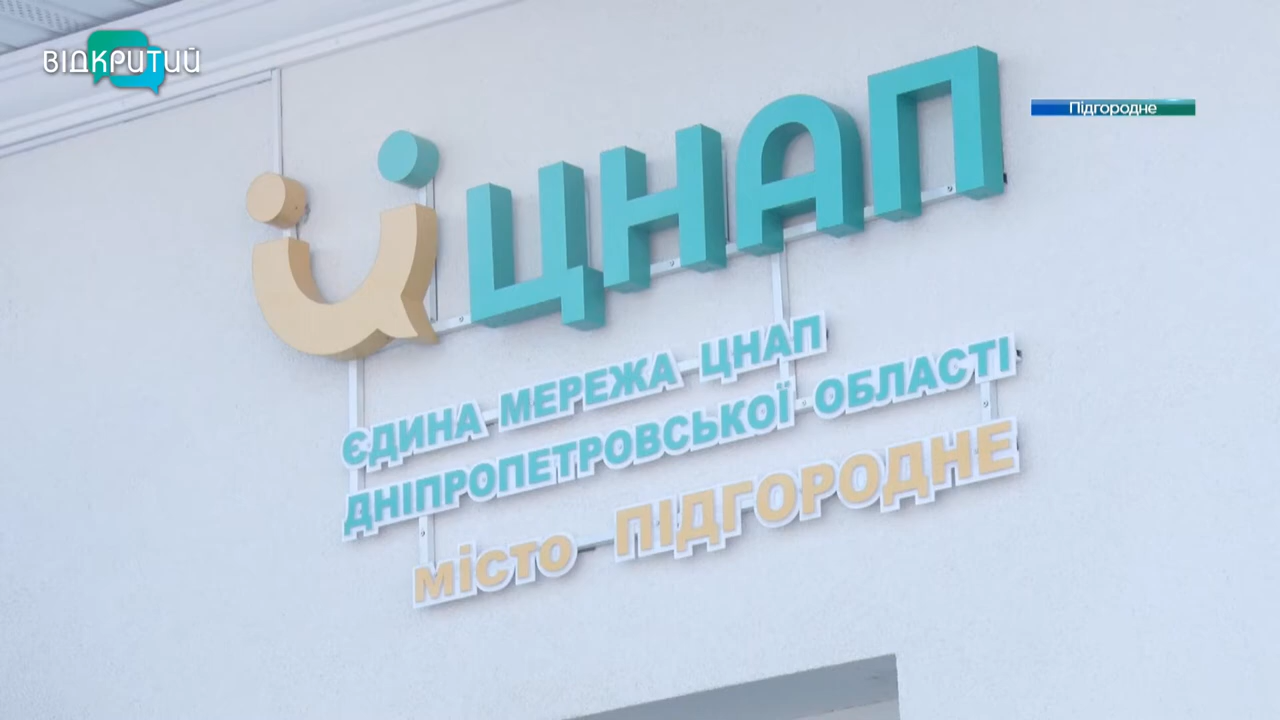 ВІДКРИТИЙ
Підгородне
ЦНАП
ЄДИНА МЕРЕЖА ЦНАП
ДНІПРОПЕТРОВСЬКОЇ ОБЛАСТІ
місто ПІДГОРОДНЕ